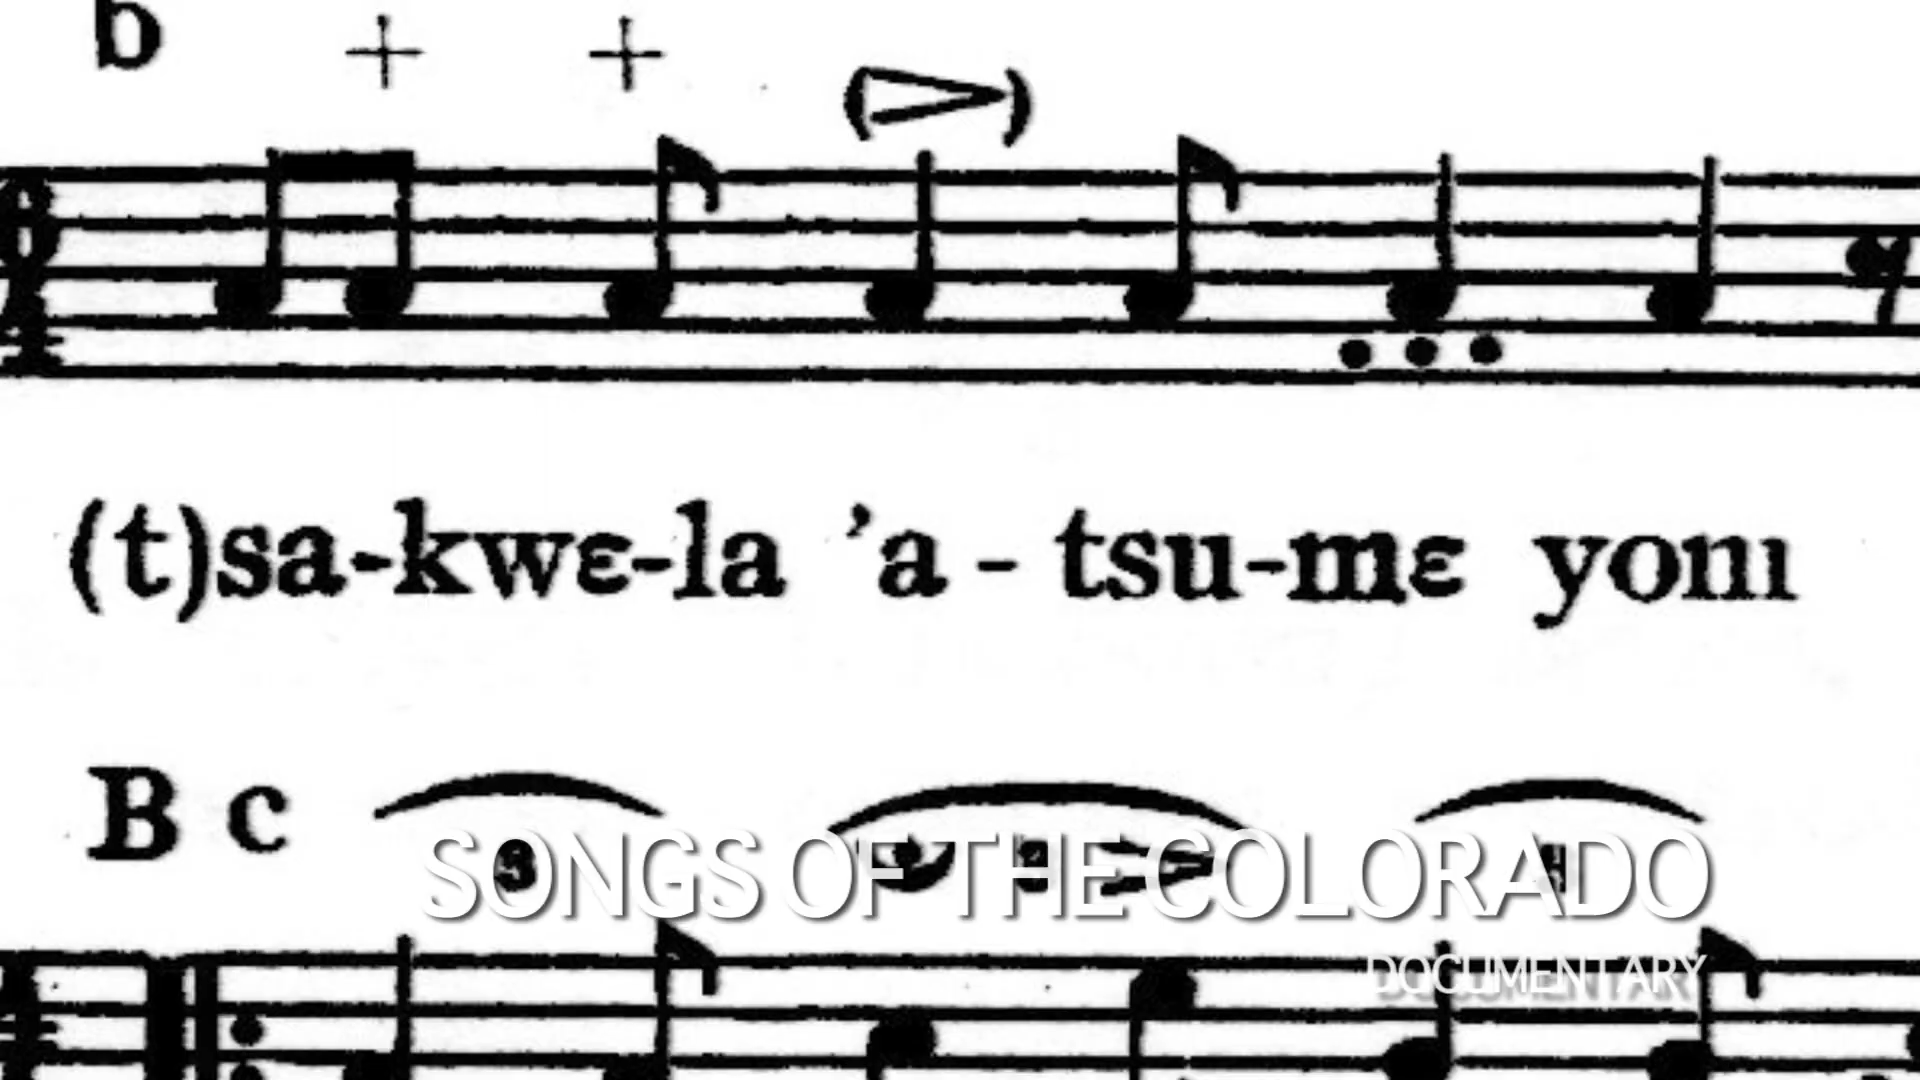 b
(t)sa-kwɛ-la ’a - tsu-mɛ yonı
B c
SONGS OF THE COLORADO
DOCUMENTARY